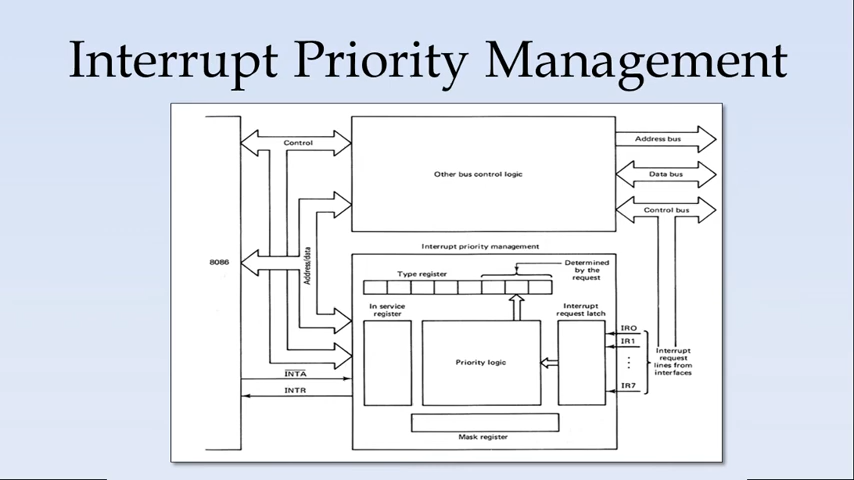 Interrupt Priority Management
Control
Other bus control logic
Address bus
Data bus
Control bus
8086
Address/data
Interrupt priority management
Type register
Determined
by the
request
In service
register
Interrupt
request latch
Priority logic
IRO
IR1
IR7
Interrupt
request
lines from
interfaces
INTA
INTR
Mask register